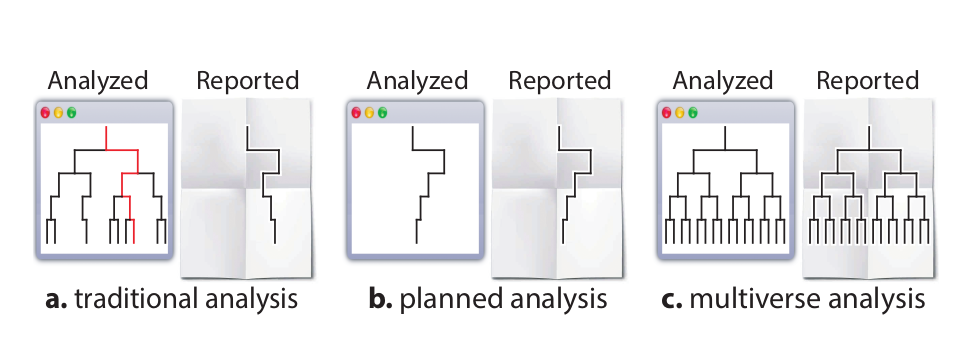 Analyzed Reported
Analyzed Reported
Analyzed Reported
a. traditional analysis
b. planned analysis
c. multiverse analysis